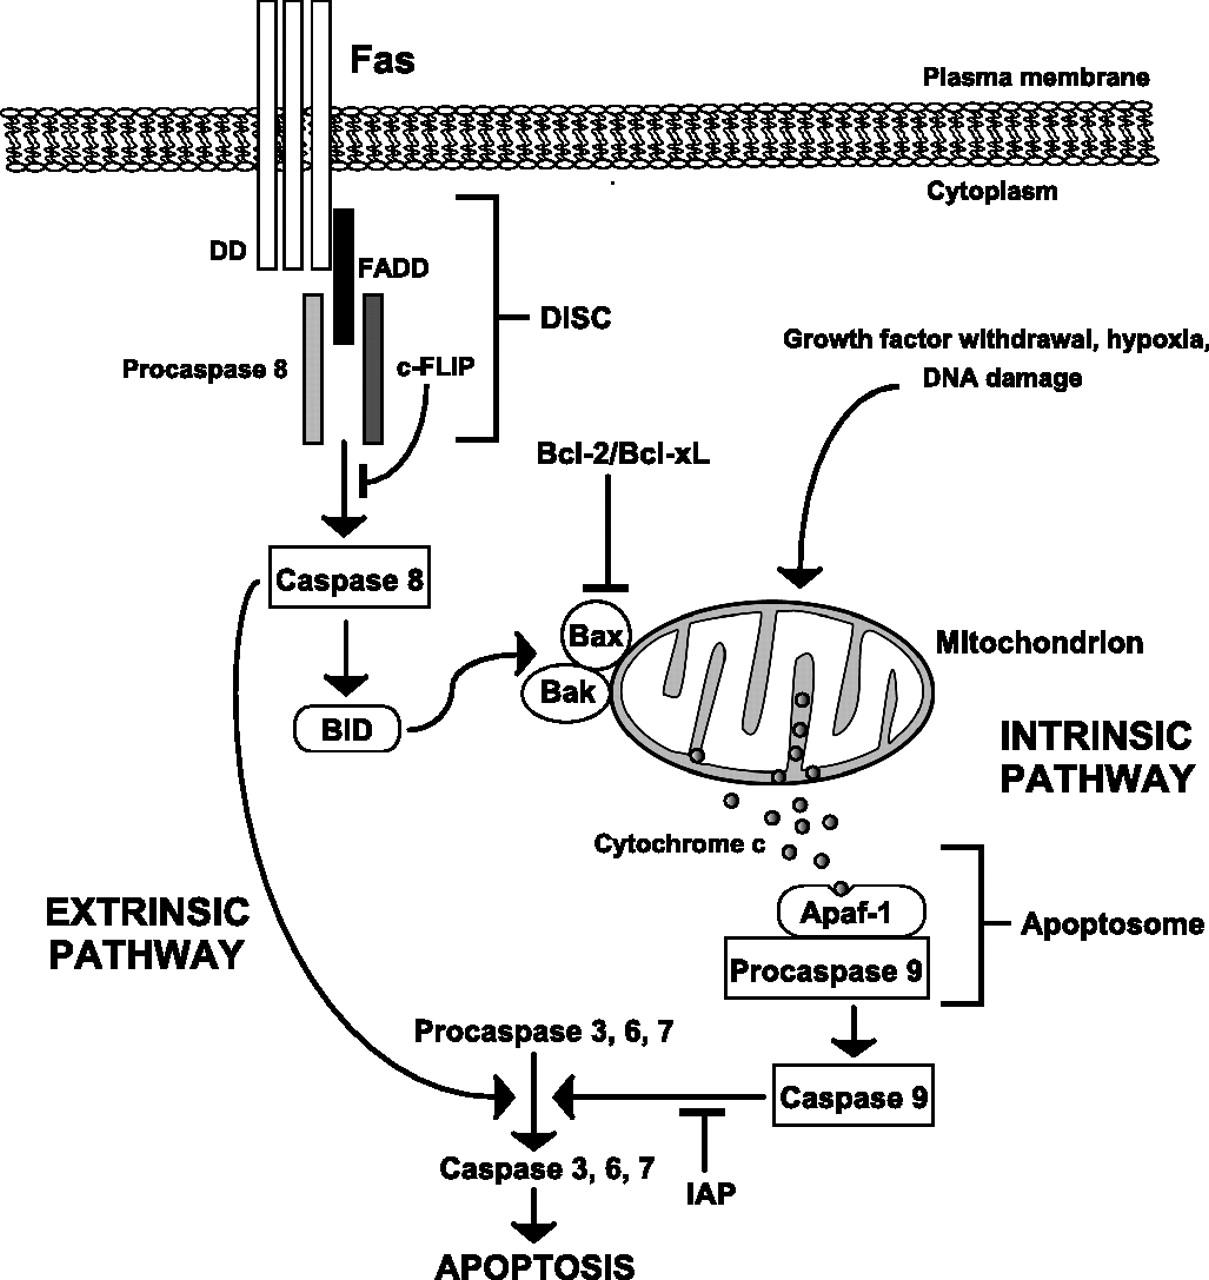 Fas
Plasma membrane
Cytoplasm
DD
FADD
DISC
Procaspase 8
c-FLIP
Growth factor withdrawal, hypoxia,
DNA damage
Bcl-2/Bcl-xL
Caspase 8
Bax
Bak
MItochondrion
BID
INTRINSIC
PATHWAY
Cytochrome c
EXTRINSIC
PATHWAY
Apaf-1
Apoptosome
Procaspase 9
Procaspase 3, 6, 7
Caspase 9
Caspase 3, 6, 7
IAP
APOPTOSIS